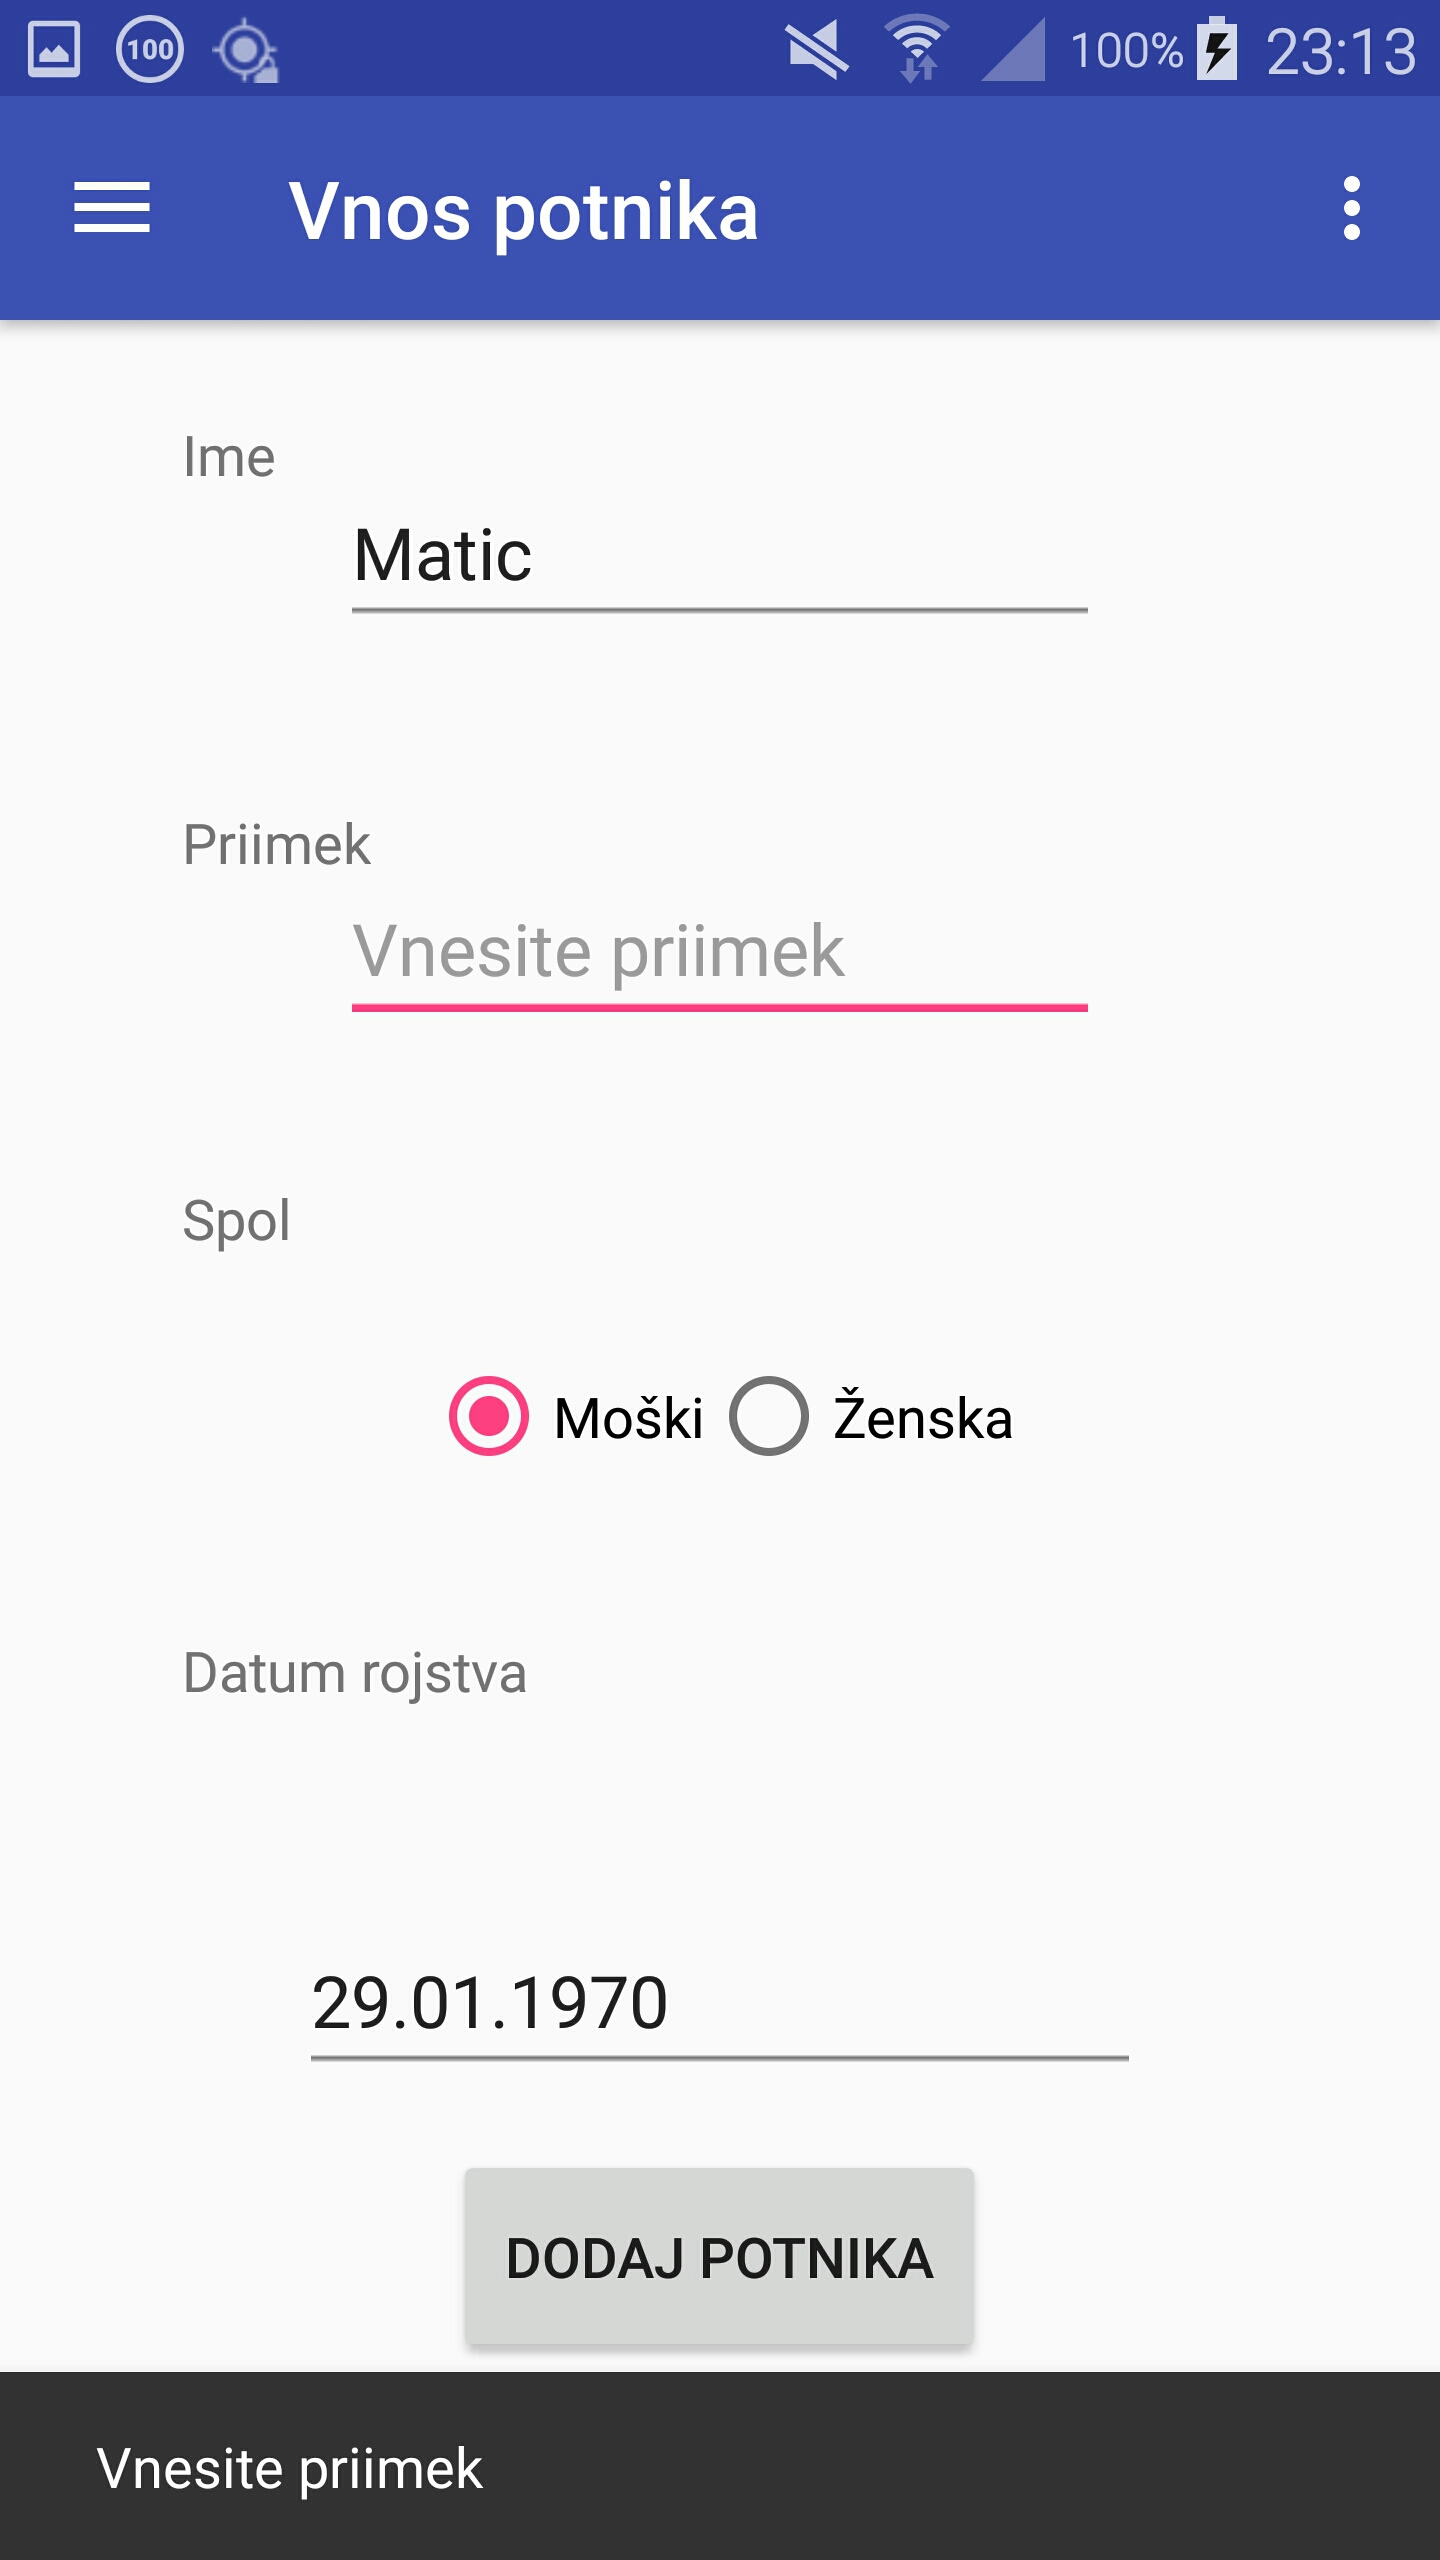 100 100% 23:13
Vnos potnika
Ime
Matic
Priimek
Vnesite priimek
Spol
Moški Ženska
Datum rojstva
29.01.1970
DODAJ POTNIKA
Vnesite priimek